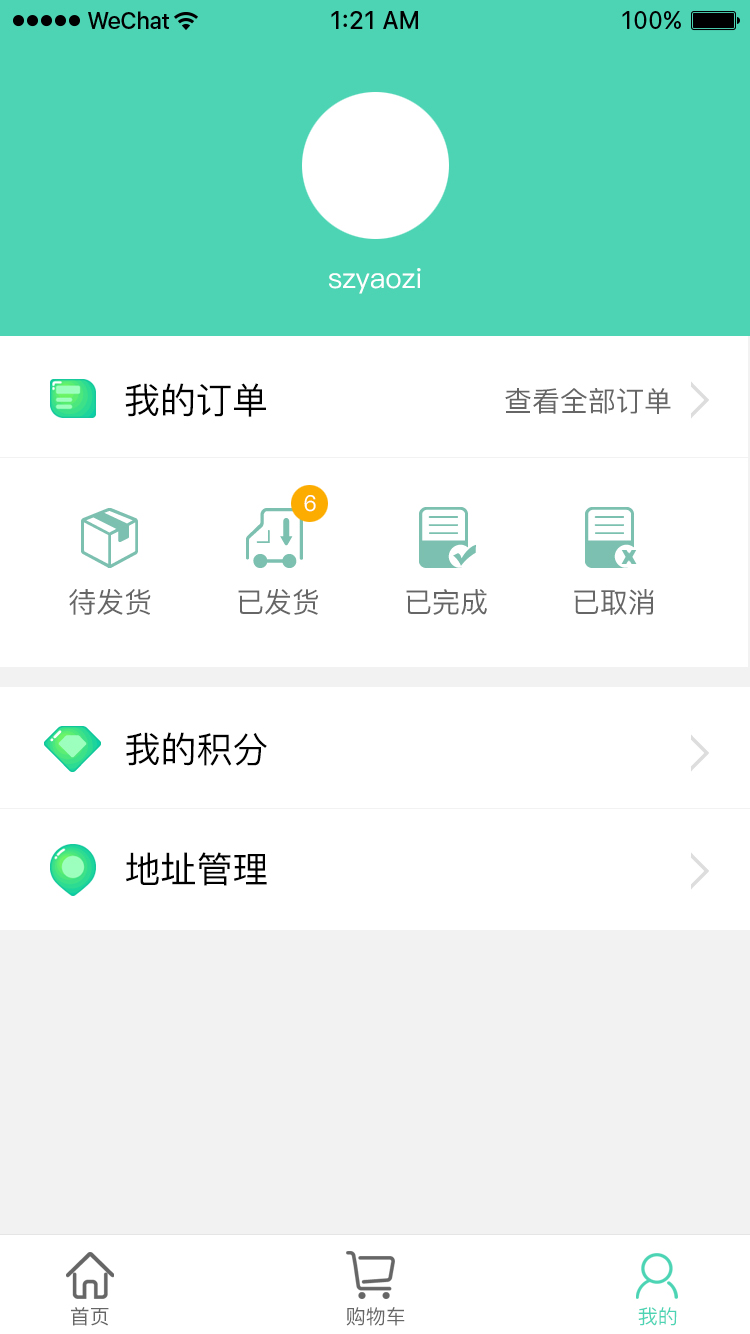 WeChat 1:21 AM 100%
szyaozi
我的订单 查看全部订单
6
待发货 已发货 已完成 已取消
我的积分
地址管理
首页 购物车 我的